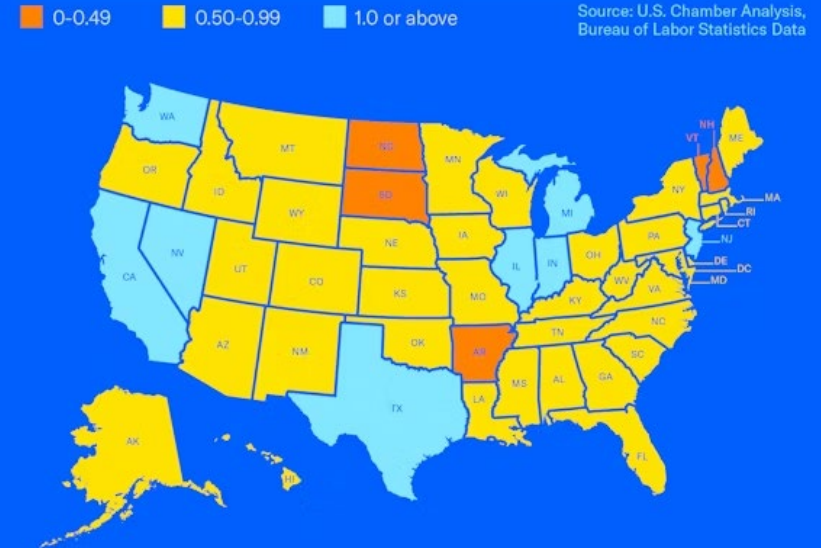 0-0.49
0.50-0.99
1.0 or above
Source: U.S. Chamber Analysis,
Bureau of Labor Statistics Data
WA
NH
VT
ME
MT
ND
MN
OR
ID
SD
WI
NY
MA
WY
MI
RI
CT
IA
PA
NJ
NE
NV
IL
IN
OH
DE
DC
UT
CA
CO
WV
MD
KS
MO
KY
VA
NC
TN
AZ
NM
OK
AR
SC
MS
AL
GA
LA
TX
AK
FL
HI